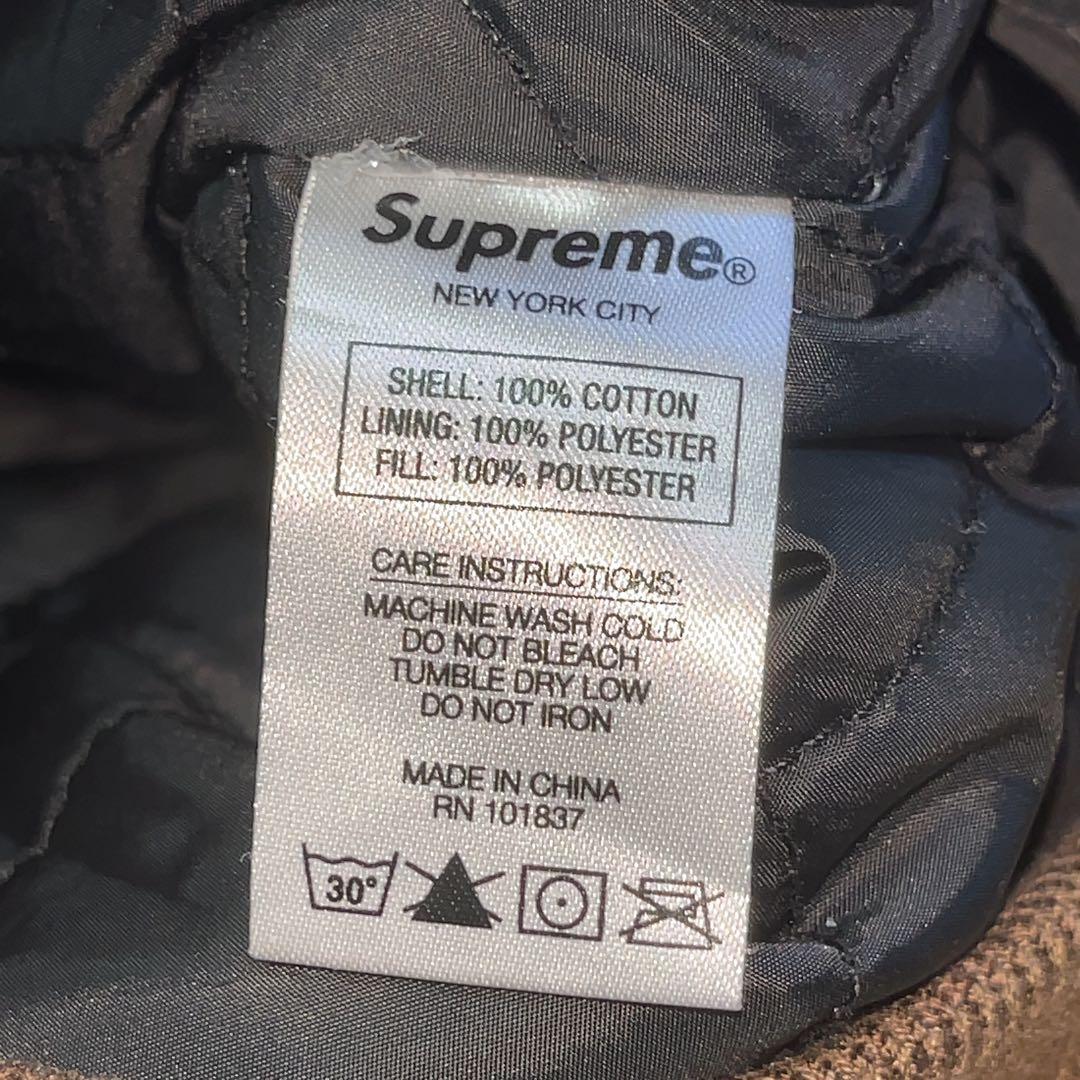 Supreme®
NEW YORK CITY
SHELL: 100% COTTON
LINING: 100% POLYESTER
FILL: 100% POLYESTER
CARE INSTRUCTIONS:
MACHINE WASH COLD
DO NOT BLEACH
TUMBLE DRY LOW
DO NOT IRON
MADE IN CHINA
RN 101837
30°